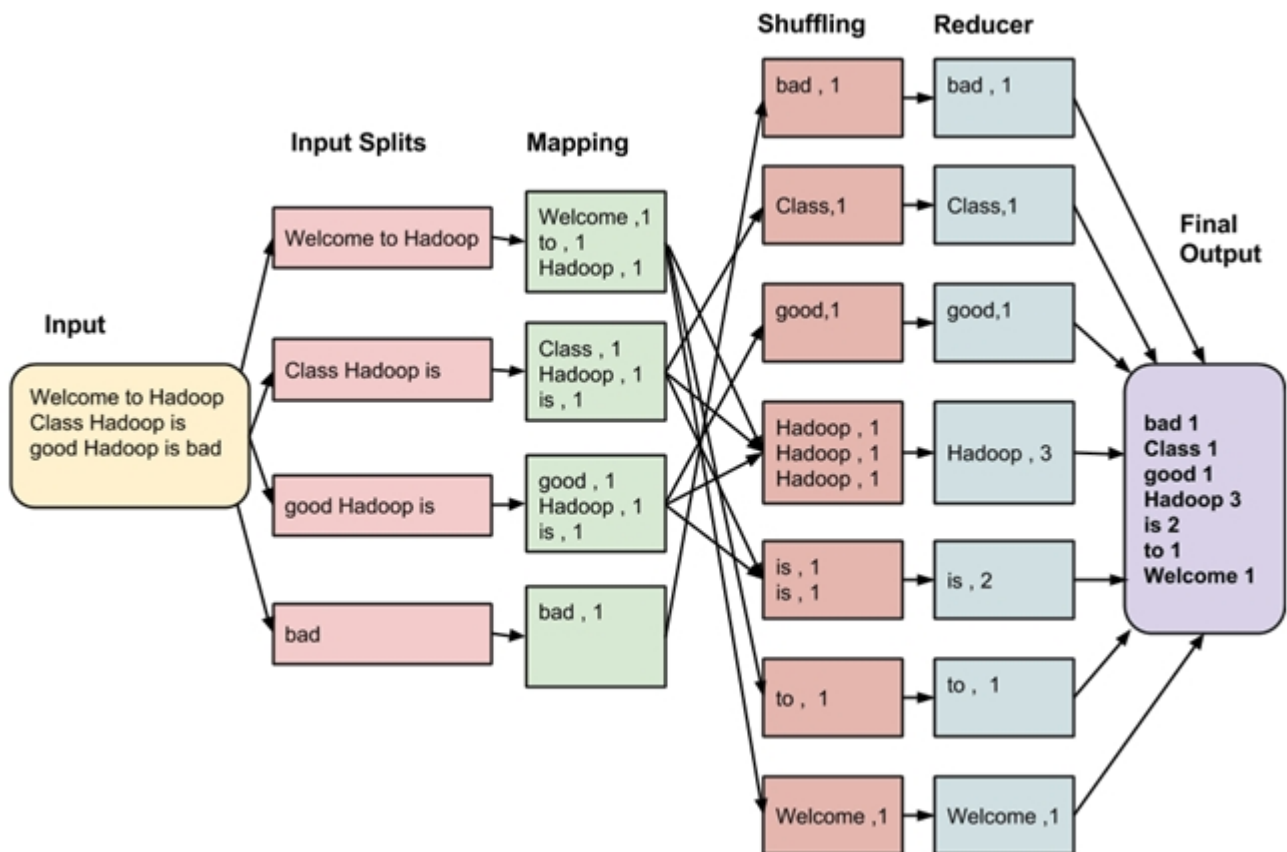 Input
Welcome to Hadoop
Class Hadoop is
good Hadoop is bad
Input Splits
Welcome to Hadoop
Class Hadoop is
good Hadoop is
bad
Mapping
Welcome ,1
to , 1
Hadoop , 1
Class , 1
Hadoop , 1
is , 1
good , 1
Hadoop , 1
is , 1
bad , 1
Shuffling
bad , 1
Class,1
good,1
Hadoop , 1
Hadoop , 1
Hadoop , 1
is , 1
is , 1
to , 1
Welcome ,1
Reducer
bad , 1
Class,1
good,1
Hadoop , 3
is , 2
to , 1
Welcome ,1
Final
Output
bad 1
Class 1
good 1
Hadoop 3
is 2
to 1
Welcome 1